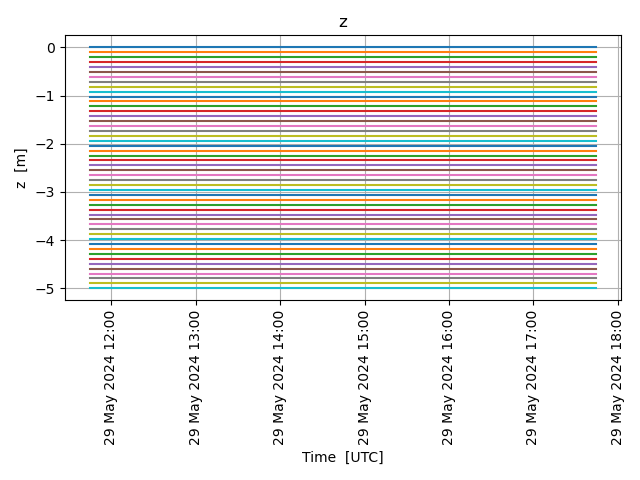 z
0
−1
−2
−3
−4
−5
z  [m]
29 May 2024 12:00
29 May 2024 13:00
29 May 2024 14:00
29 May 2024 15:00
29 May 2024 16:00
29 May 2024 17:00
29 May 2024 18:00
Time  [UTC]